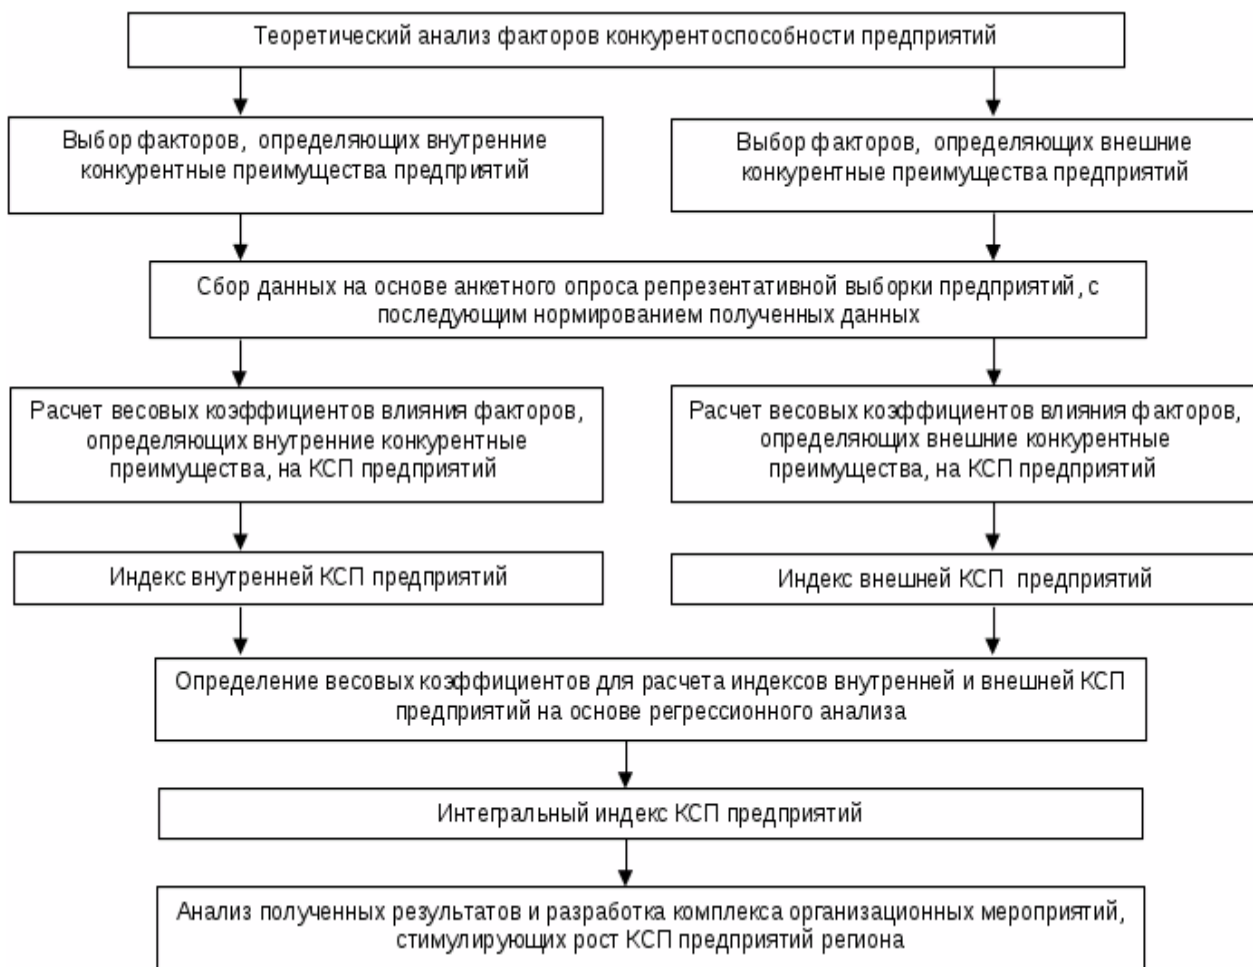 Теоретический анализ факторов конкурентоспособности предприятий
Выбор факторов, определяющих внутренние
конкурентные преимущества предприятий
Выбор факторов, определяющих внешние
конкурентные преимущества предприятий
Сбор данных на основе анкетного опроса репрезентативной выборки предприятий, с
последующим нормированием полученных данных
Расчет весовых коэффициентов влияния факторов,
определяющих внутренние конкурентные
преимущества, на КСП предприятий
Расчет весовых коэффициентов влияния факторов,
определяющих внешние конкурентные
преимущества, на КСП предприятий
Индекс внутренней КСП предприятий
Индекс внешней КСП предприятий
Определение весовых коэффициентов для расчета индексов внутренней и внешней КСП
предприятий на основе регрессионного анализа
Интегральный индекс КСП предприятий
Анализ полученных результатов и разработка комплекса организационных мероприятий,
стимулирующих рост КСП предприятий региона